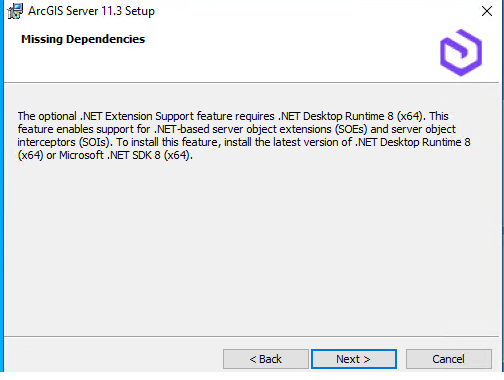 ArcGIS Server 11.3 Setup
Missing Dependencies
The optional .NET Extension Support feature requires .NET Desktop Runtime 8 (x64). This
feature enables support for .NET-based server object extensions (SOEs) and server object
interceptors (SOIs). To install this feature, install the latest version of .NET Desktop Runtime 8
(x64) or Microsoft .NET SDK 8 (x64).
< Back
Next >
Cancel